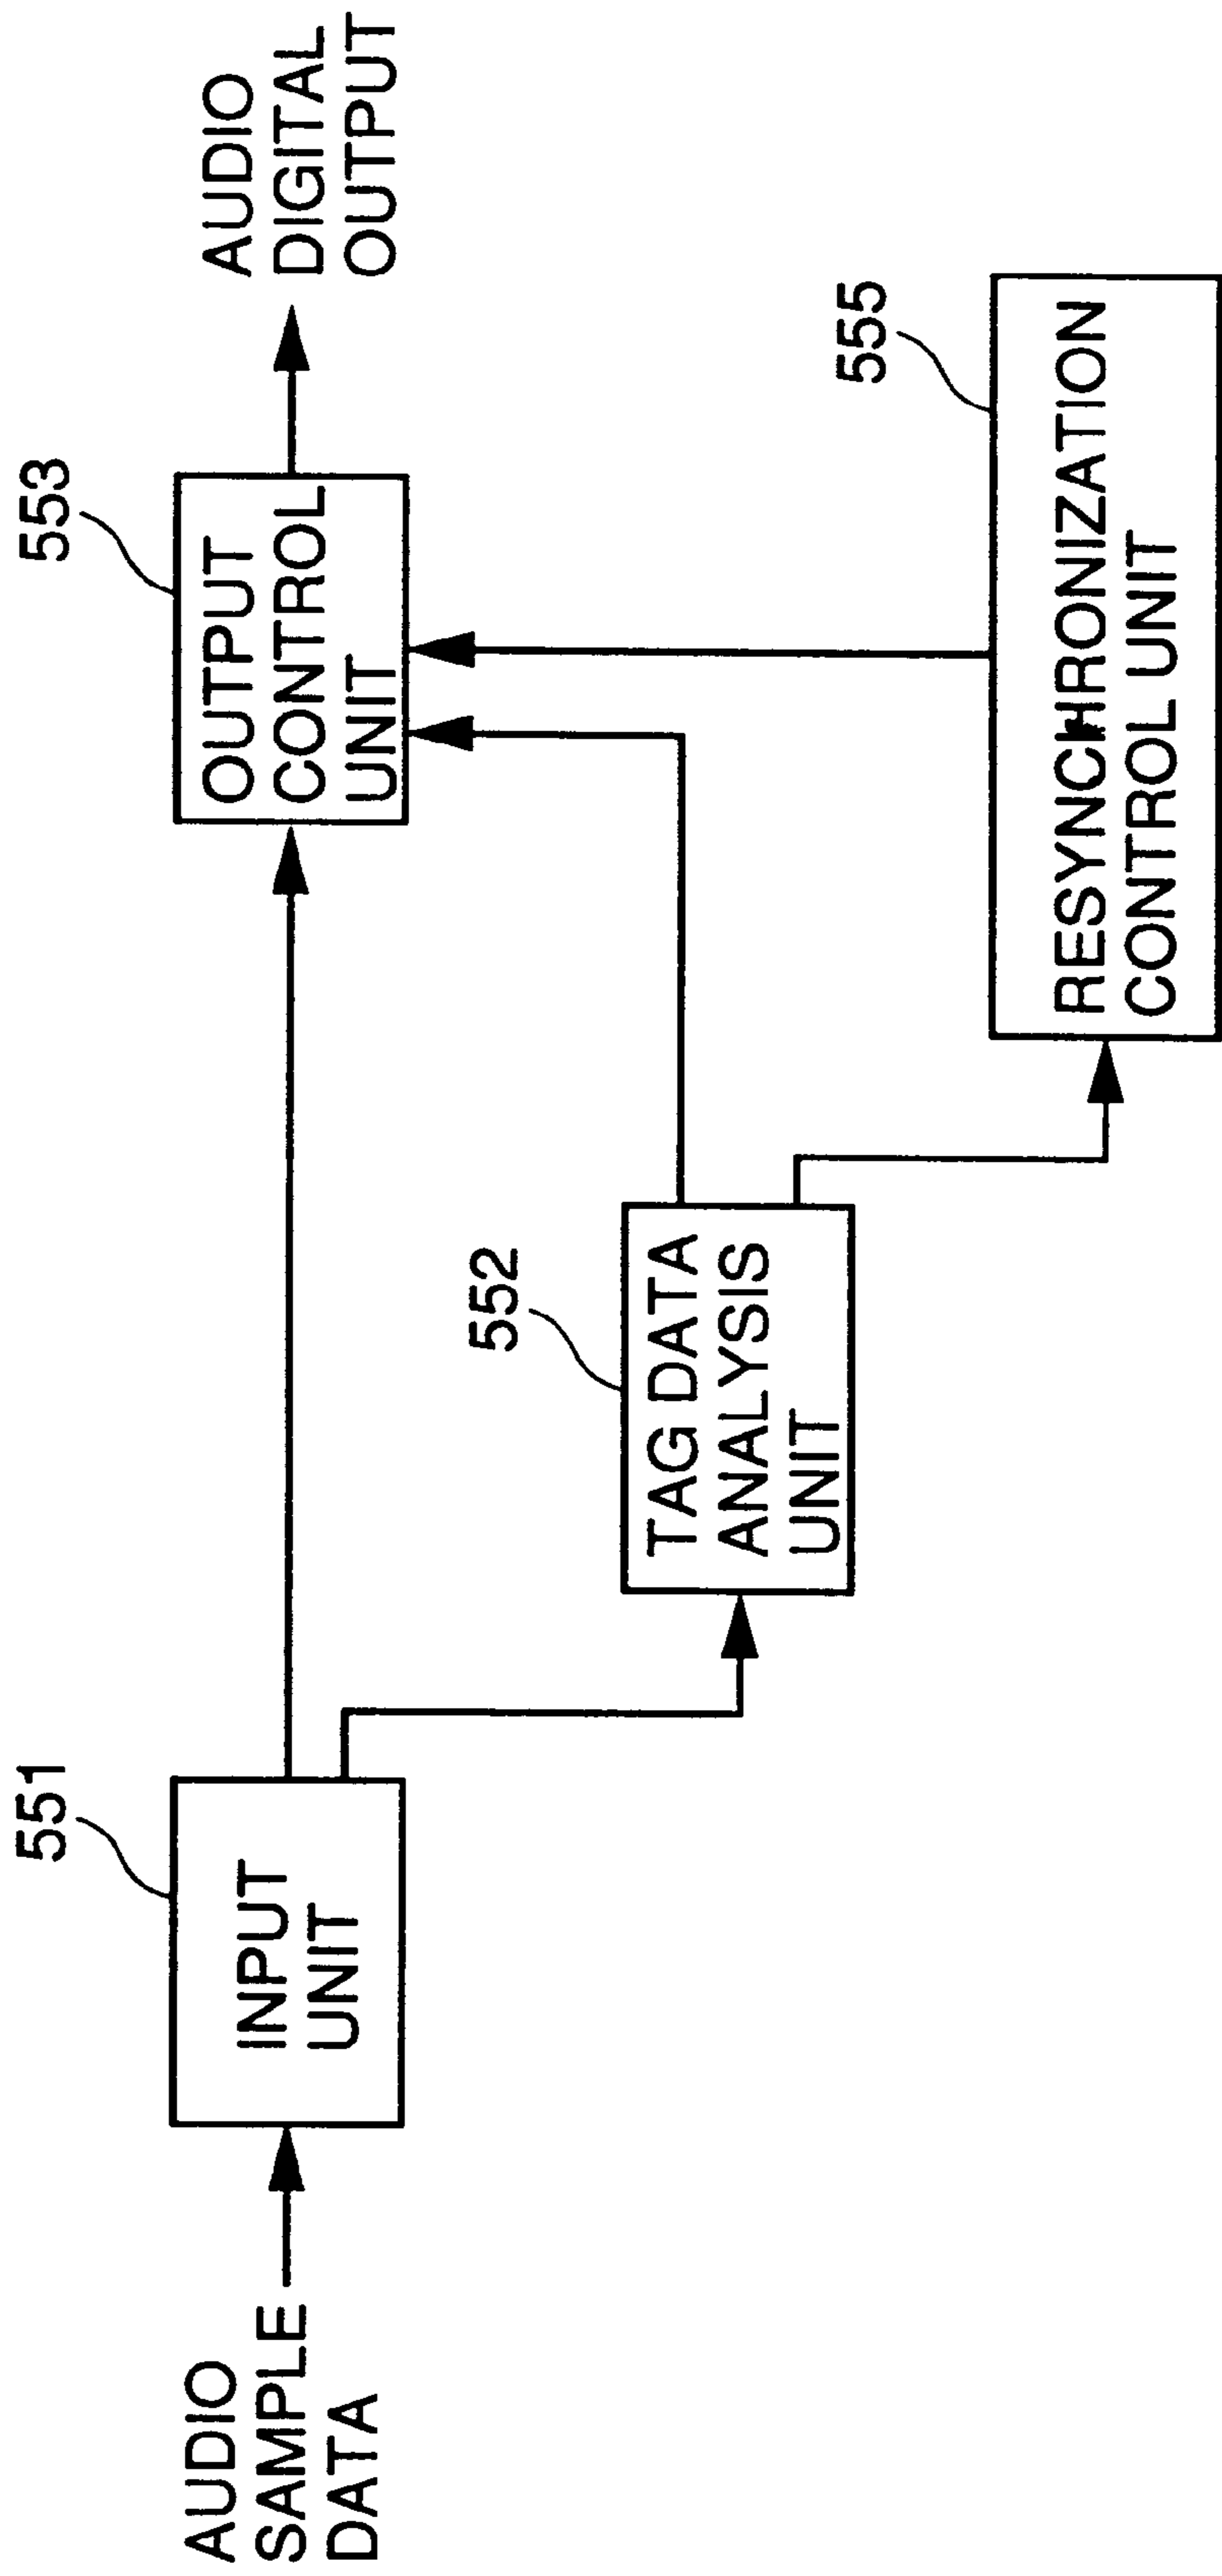 AUDIO
SAMPLE
DATA
551
INPUT
UNIT
552
TAG DATA
ANALYSIS
UNIT
553
OUTPUT
CONTROL
UNIT
AUDIO
DIGITAL
OUTPUT
555
RESYNCHRONIZATION
CONTROL UNIT